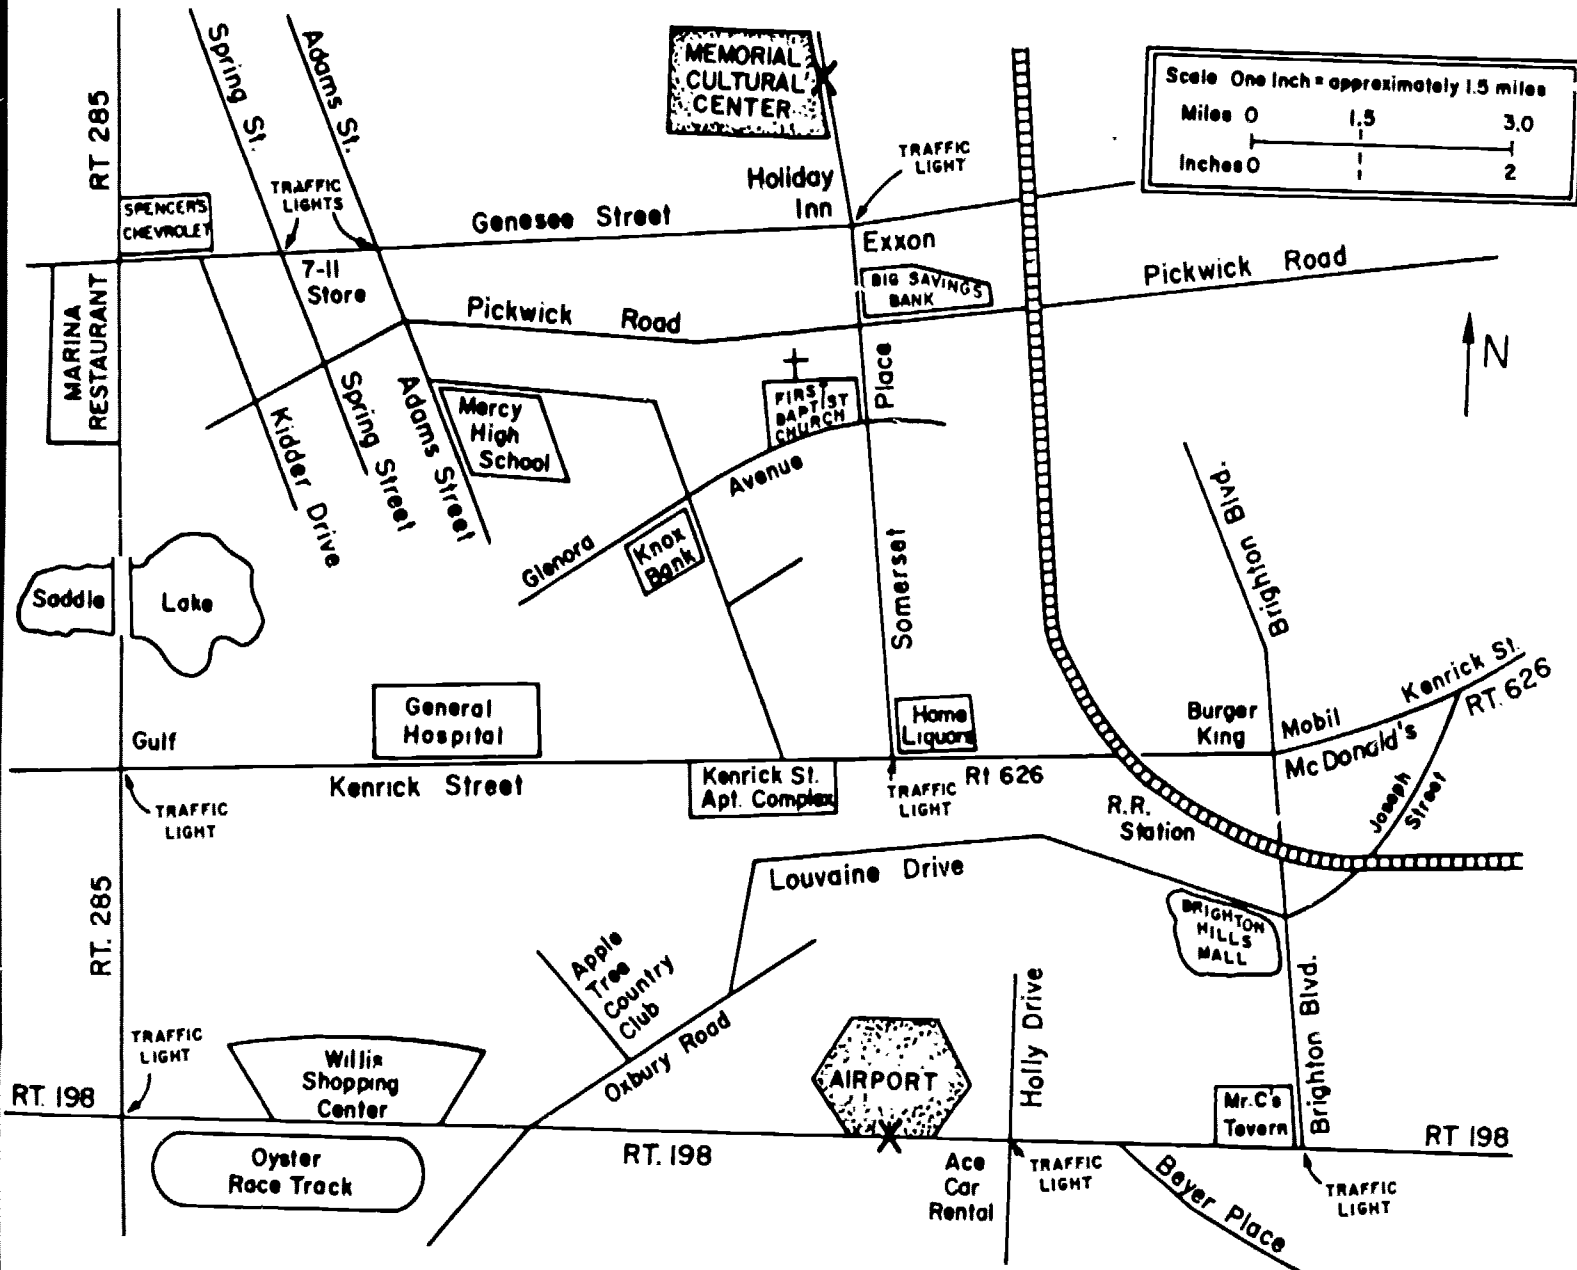 MEMORIAL
CULTURAL
CENTER
Scale One Inch = approximately 1.5 miles
Miles 0 1.5 3.0
Inches 0 1 2
Spring St.
Adams St.
RT 285
TRAFFIC
LIGHT
Holiday
Inn
TRAFFIC
LIGHTS
SPENCER'S
CHEVROLET
Genesee Street
Exxon
7-11
Store
BIG SAVINGS
BANK
Pickwick Road
Pickwick Road
MARINA
RESTAURANT
N
Place
FIRST
BAPTIST
CHURCH
Mercy
High
School
Kidder Drive
Spring Street
Adams Street
Avenue
Glenora
Knox
Bank
Somerset
Brighton Blvd.
Brighton Blvd.
Saddle Lake
General
Hospital
Home
Liquors
Burger
King
Mobil
Kenrick St.
RT. 626
McDonald's
Gulf
Kenrick Street
Kenrick St.
Apt. Complex
Rt 626
TRAFFIC
LIGHT
TRAFFIC
LIGHT
R.R.
Station
Joseph
Street
Louvaine Drive
RT. 285
BRIGHTON
HILLS
MALL
Apple
Tree
Country
Club
Oxbury Road
Holly Drive
TRAFFIC
LIGHT
Willis
Shopping
Center
AIRPORT
RT. 198
Mr. C's
Tavern
Brighton Blvd.
RT 198
Oyster
Race Track
RT. 198
Ace
Car
Rental
TRAFFIC
LIGHT
Beyer Place
TRAFFIC
LIGHT